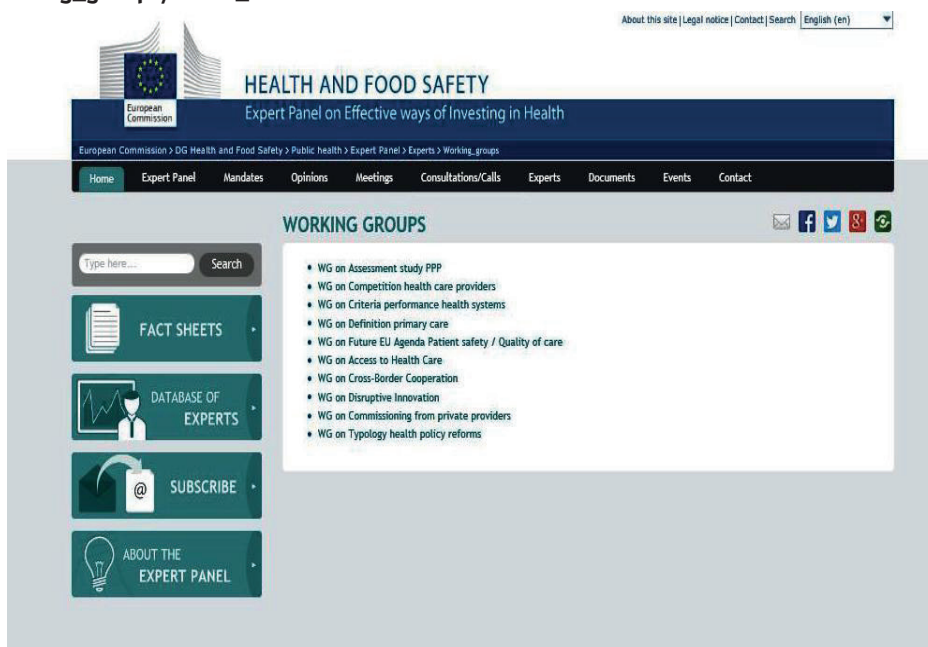 About this site | Legal notice | Contact | Search English (en)
European
Commission
HEALTH AND FOOD SAFETY
Expert Panel on Effective ways of Investing in Health
European Commission > DG Health and Food Safety > Public health > Expert Panel > Experts > Working_groups
Home Expert Panel Mandates Opinions Meetings Consultations/Calls Experts Documents Events Contact
WORKING GROUPS
Type here.... Search
• WG on Assessment study PPP
• WG on Competition health care providers
• WG on Criteria performance health systems
• WG on Definition primary care
• WG on Future EU Agenda Patient safety / Quality of care
• WG on Access to Health Care
• WG on Cross-Border Cooperation
• WG on Disruptive Innovation
• WG on Commissioning from private providers
• WG on Typology health policy reforms
FACT SHEETS
DATABASE OF
EXPERTS
@ SUBSCRIBE
ABOUT THE
EXPERT PANEL